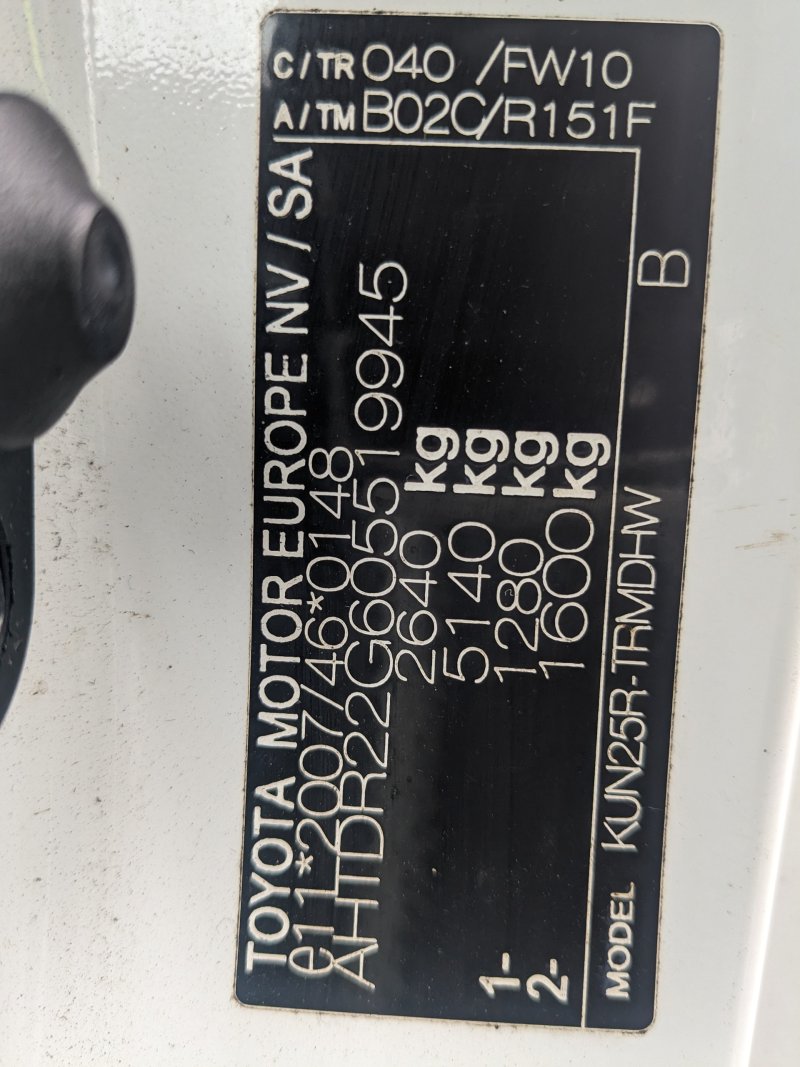 TOYOTA MOTOR EUROPE NV/SA
e11*2007/46*0148
AHTDR22G605519945
2640 kg
5140 kg
1- 1280 kg
2- 1600 kg
MODEL KUN25R-TRMDHW B
C/TR 040 /FW10
A/TM B02C/R151F